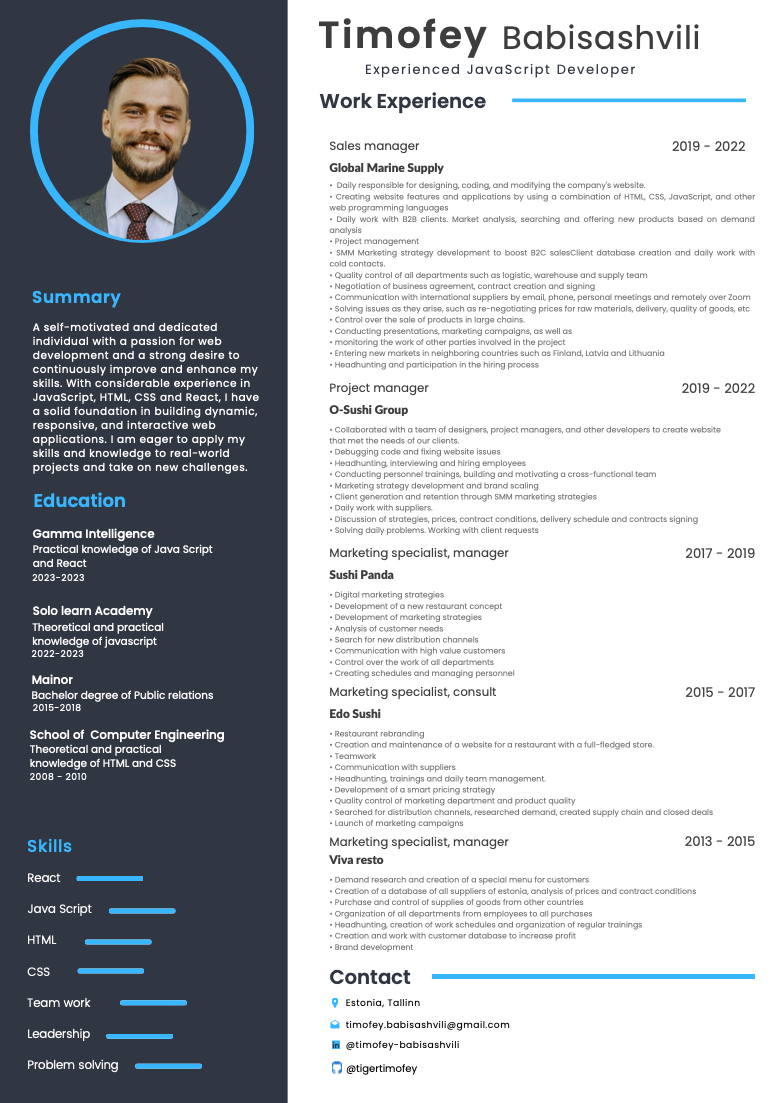 Timofey Babisashvili
Experienced JavaScript Developer
Summary
A self-motivated and dedicated
individual with a passion for web
development and a strong desire to
continuously improve and enhance my
skills. With considerable experience in
JavaScript, HTML, CSS and React, I have
a solid foundation in building dynamic,
responsive, and interactive web
applications. I am eager to apply my
skills and knowledge to real-world
projects and take on new challenges.
Education
Gamma Intelligence
Practical knowledge of Java Script
and React
2023-2023
Solo learn Academy
Theoretical and practical
knowledge of javascript
2022-2023
Mainor
Bachelor degree of Public relations
2015-2018
School of Computer Engineering
Theoretical and practical
knowledge of HTML and CSS
2008 - 2010
Skills
React
Java Script
HTML
CSS
Team work
Leadership
Problem solving
Work Experience
Sales manager 2019 - 2022
Global Marine Supply
• Daily responsible for designing, coding, and modifying the company's website.
• Creating website features and applications by using a combination of HTML, CSS, JavaScript, and other
web programming languages
• Daily work with B2B clients. Market analysis, searching and offering new products based on demand
analysis
• Project management
• SMM Marketing strategy development to boost B2C salesClient database creation and daily work with
cold contacts.
• Quality control of all departments such as logistic, warehouse and supply team
• Negotiation of business agreement, contract creation and signing
• Communication with international suppliers by email, phone, personal meetings and remotely over Zoom
• Solving issues as they arise, such as re-negotiating prices for raw materials, delivery, quality of goods, etc
• Control over the sale of products in large chains.
• Conducting presentations, marketing campaigns, as well as
• monitoring the work of other parties involved in the project
• Entering new markets in neighboring countries such as Finland, Latvia and Lithuania
• Headhunting and participation in the hiring process
Project manager 2019 - 2022
O-Sushi Group
• Collaborated with a team of designers, project managers, and other developers to create website
that met the needs of our clients.
• Debugging code and fixing website issues
• Headhunting, interviewing and hiring employees
• Conducting personnel trainings, building and motivating a cross-functional team
• Marketing strategy development and brand scaling
• Client generation and retention through SMM marketing strategies
• Daily work with suppliers.
• Discussion of strategies, prices, contract conditions, delivery schedule and contracts signing
• Solving daily problems. Working with client requests
Marketing specialist, manager 2017 - 2019
Sushi Panda
• Digital marketing strategies
• Development of a new restaurant concept
• Development of marketing strategies
• Analysis of customer needs
• Search for new distribution channels
• Communication with high value customers
• Control over the work of all departments
• Creating schedules and managing personnel
Marketing specialist, consult 2015 - 2017
Edo Sushi
• Restaurant rebranding
• Creation and maintenance of a website for a restaurant with a full-fledged store.
• Teamwork
• Communication with suppliers
• Headhunting, trainings and daily team management.
• Development of a smart pricing strategy
• Quality control of marketing department and product quality
• Searched for distribution channels, researched demand, created supply chain and closed deals
• Launch of marketing campaigns
Marketing specialist, manager 2013 - 2015
Viva resto
• Demand research and creation of a special menu for customers
• Creation of a database of all suppliers of estonia, analysis of prices and contract conditions
• Purchase and control of supplies of goods from other countries
• Organization of all departments from employees to all purchases
• Headhunting, creation of work schedules and organization of regular trainings
• Creation and work with customer database to increase profit
• Brand development
Contact
Estonia, Tallinn
timofey.babisashvili@gmail.com
@timofey-babisashvili
@tigertimofey